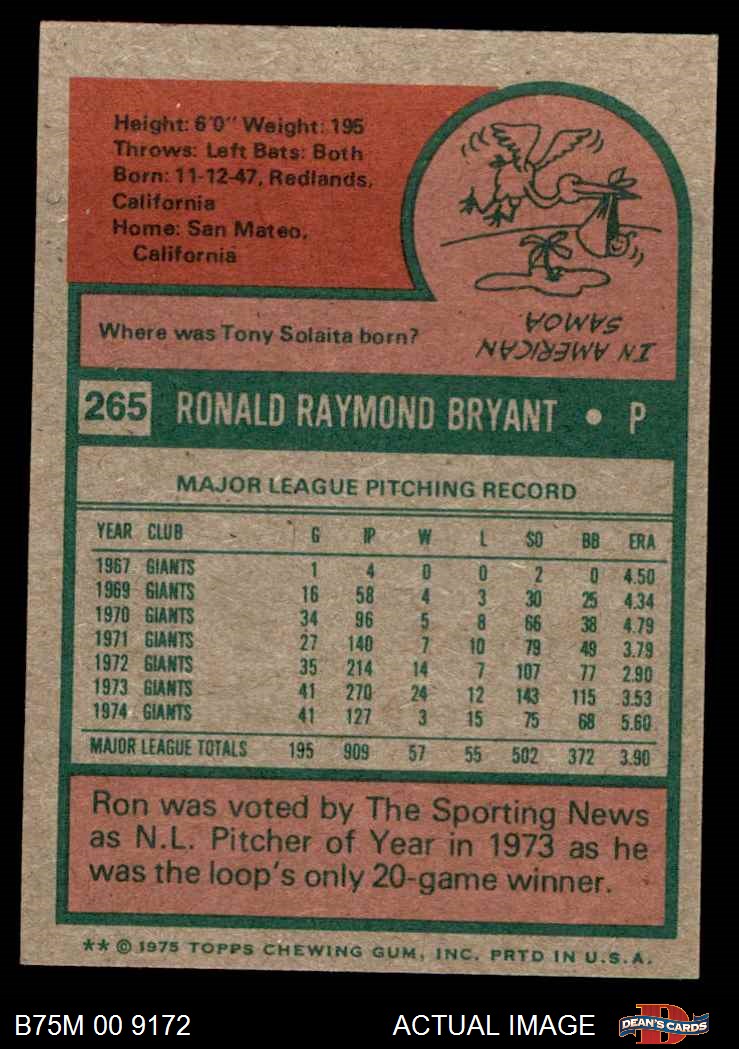 Height: 6'0" Weight: 195
Throws: Left Bats: Both
Born: 11-12-47, Redlands,
California
Home: San Mateo,
California
Where was Tony Solaita born?
IN AMERICAN
SAMOA.
265 RONALD RAYMOND BRYANT • P
MAJOR LEAGUE PITCHING RECORD
YEAR CLUB G IP W L SO BB ERA
1967 GIANTS 1 4 0 0 2 0 4.50
1969 GIANTS 16 58 4 3 30 25 4.34
1970 GIANTS 34 96 5 8 66 38 4.79
1971 GIANTS 27 140 7 10 79 49 3.79
1972 GIANTS 35 214 14 7 107 77 2.90
1973 GIANTS 41 270 24 12 143 115 3.53
1974 GIANTS 41 127 3 15 75 68 5.60
MAJOR LEAGUE TOTALS 195 909 57 55 502 372 3.90
Ron was voted by The Sporting News
as N.L. Pitcher of Year in 1973 as he
was the loop's only 20-game winner.
** © 1975 TOPPS CHEWING GUM, INC. PRTD IN U.S.A.
B75M 00 9172 ACTUAL IMAGE D DEAN'S CARDS